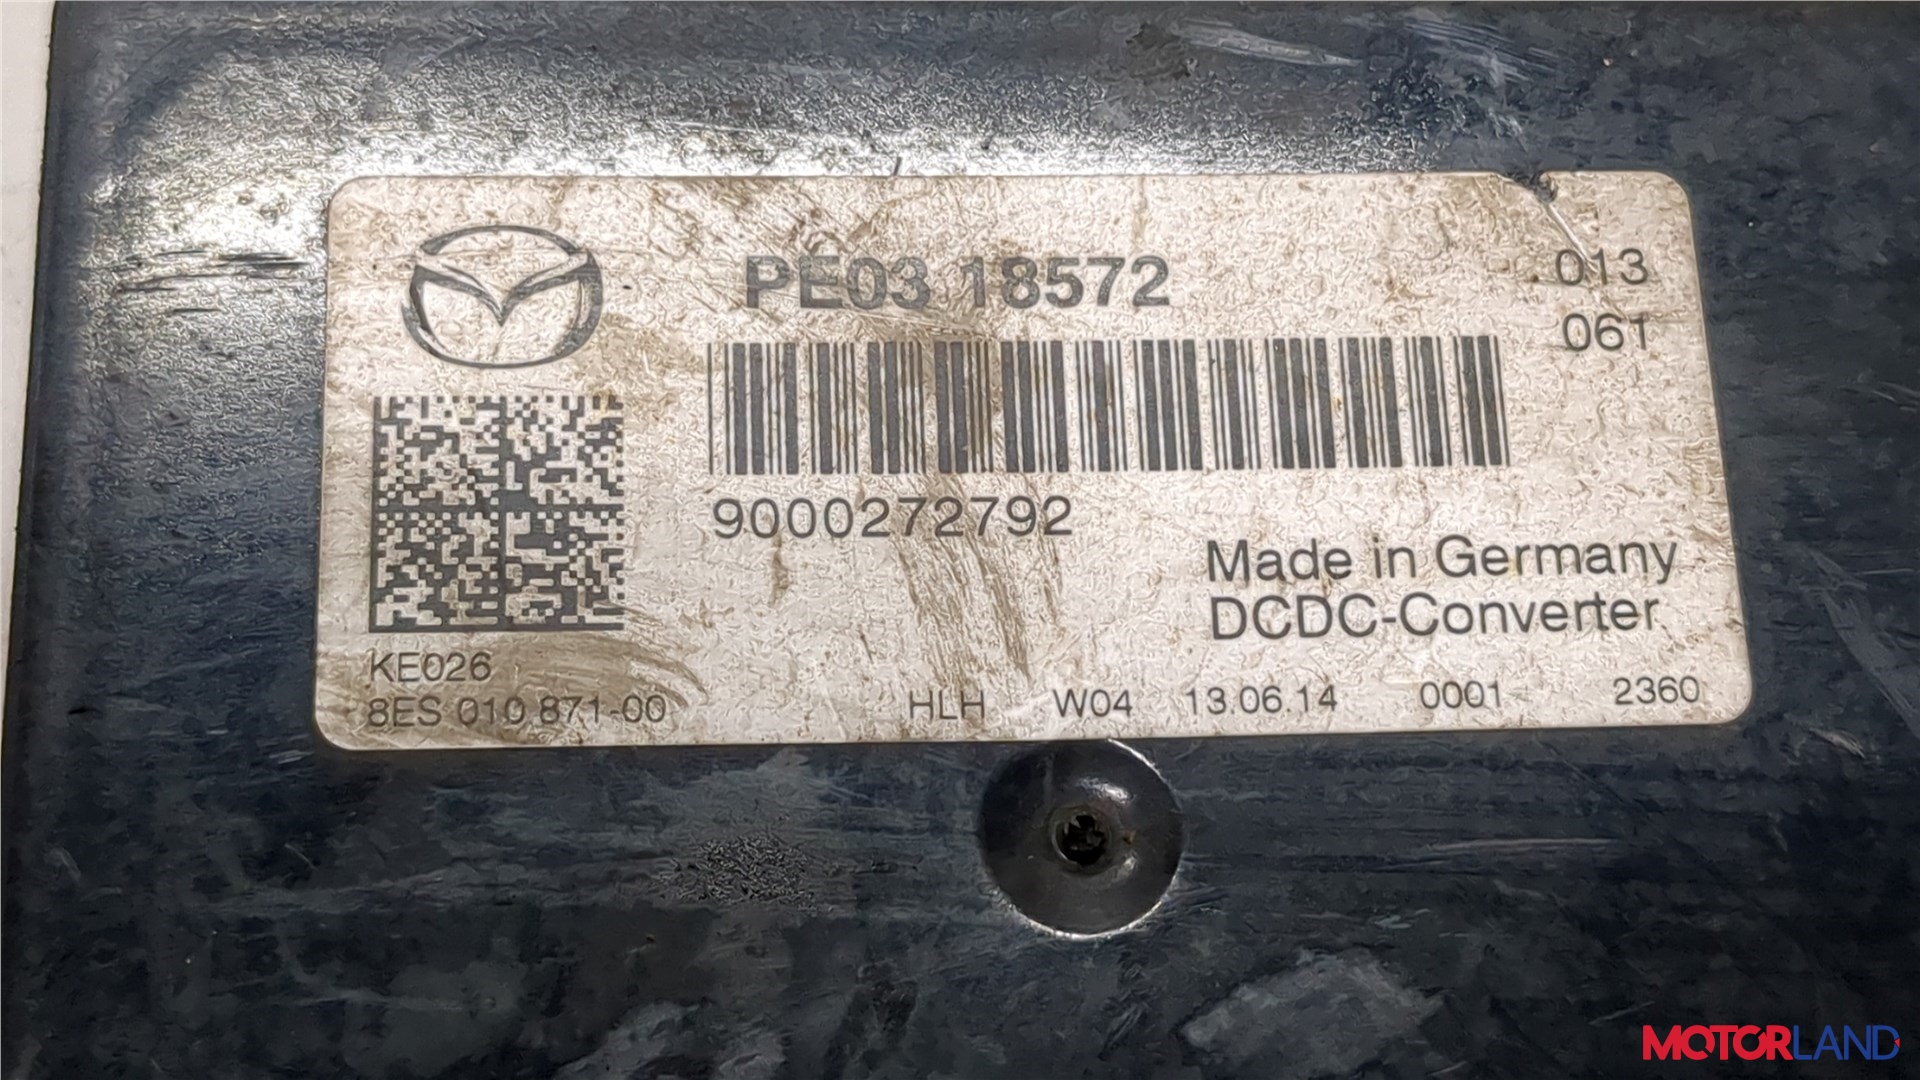 PE03 18572
013
061
9000272792
Made in Germany
DCDC-Converter
KE026
8ES 010 871-00 HLH W04 13.06.14 0001 2360
MOTORLAND